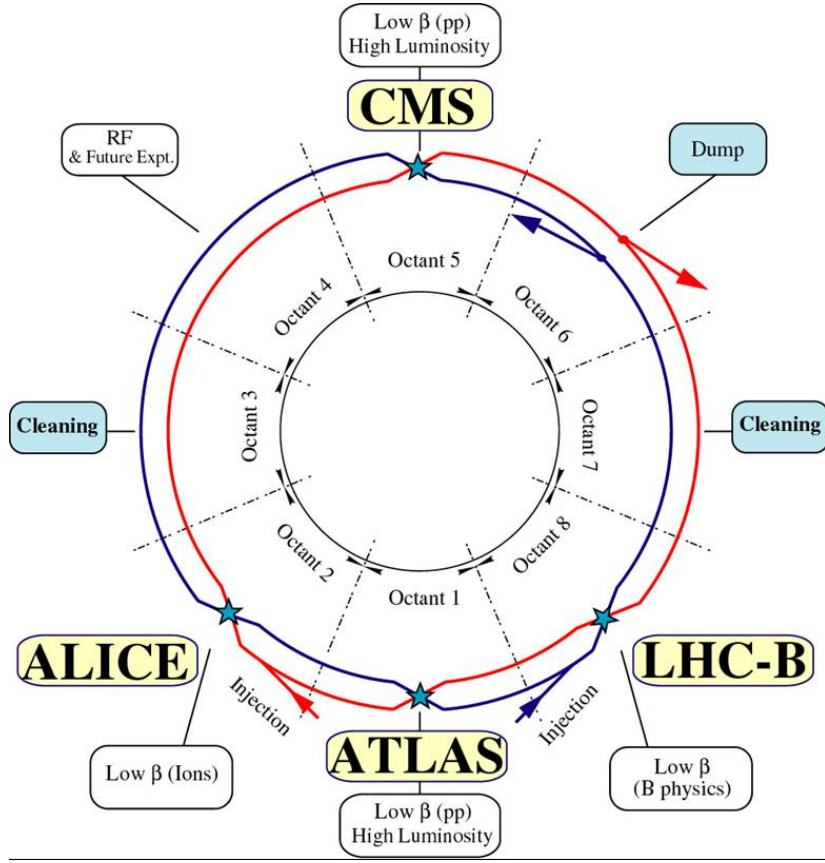 Low β (pp)
High Luminosity
CMS
RF
& Future Expt.
Dump
Octant 5
Octant 4
Octant 6
Cleaning
Octant 3
Octant 7
Cleaning
Octant 2
Octant 8
Octant 1
ALICE
LHC-B
Injection
Injection
ATLAS
Low β (Ions)
Low β
(B physics)
Low β (pp)
High Luminosity